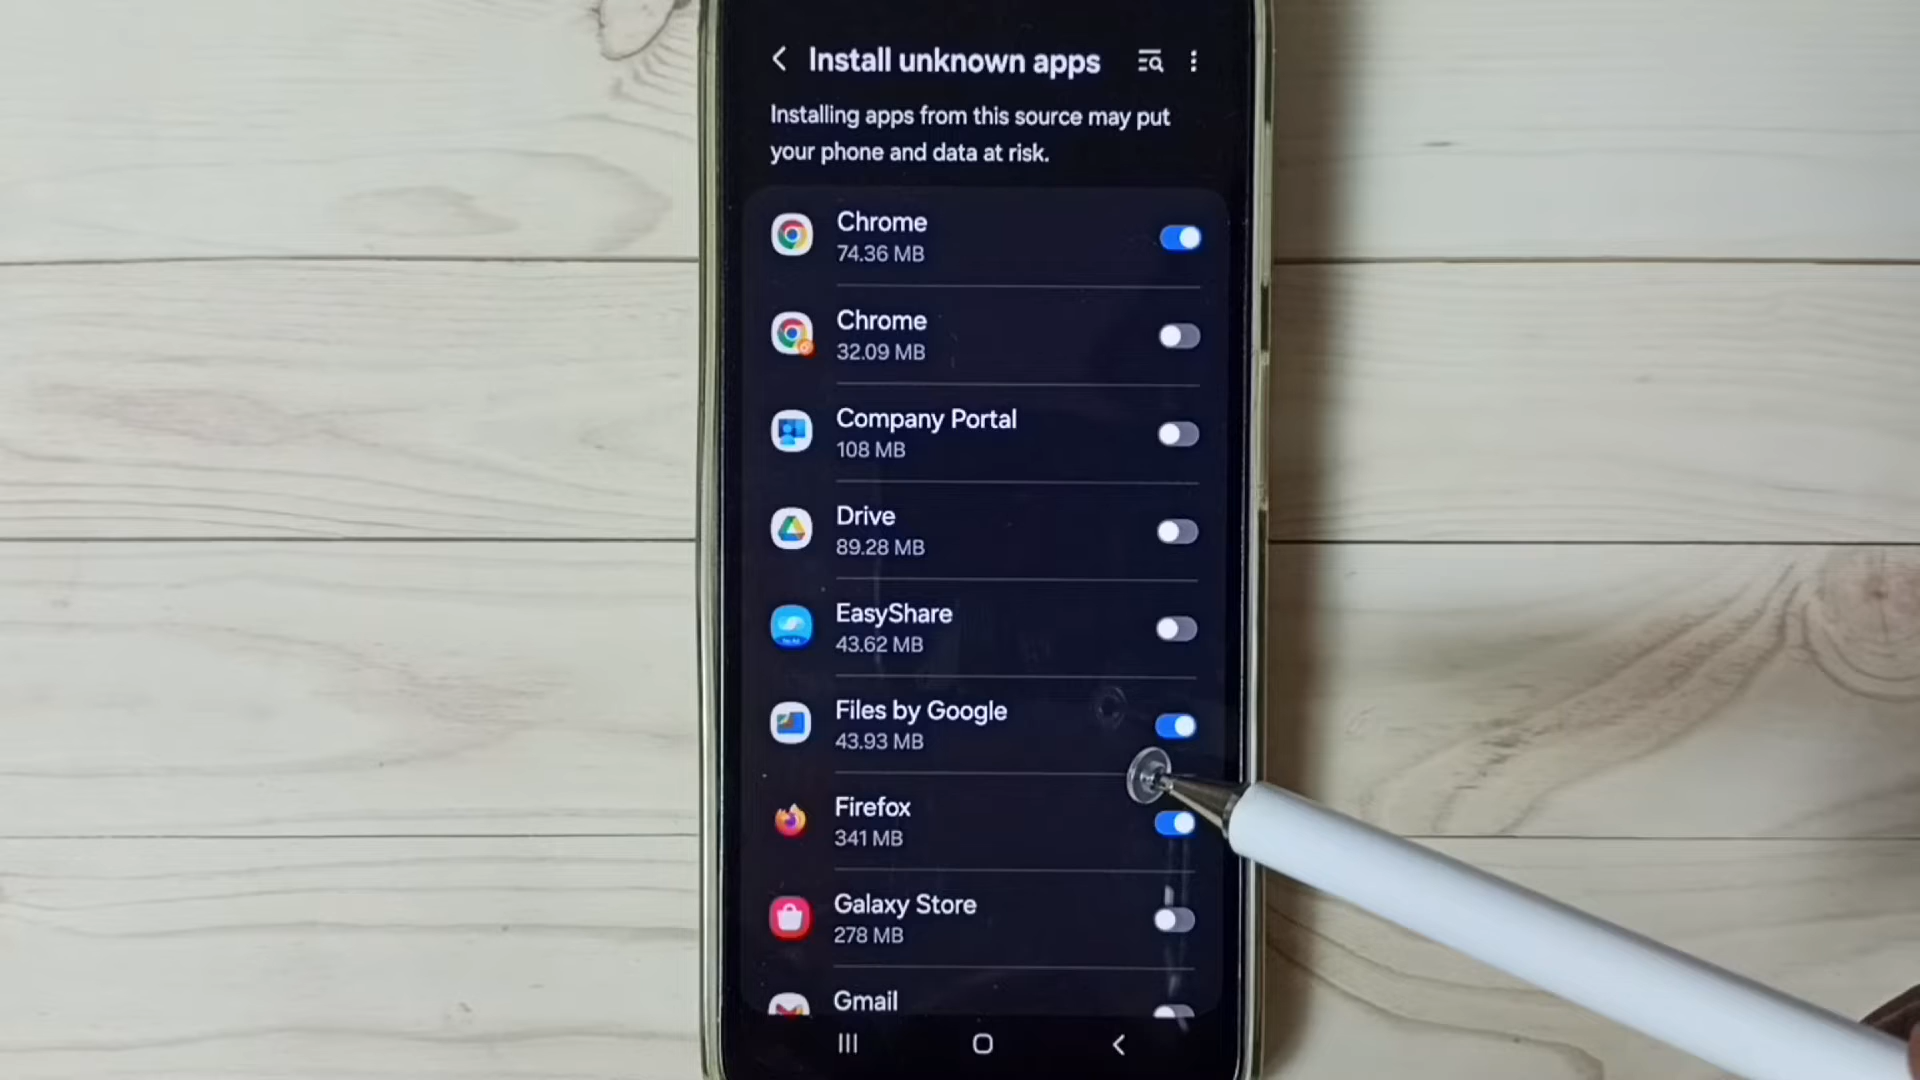 Install unknown apps
Installing apps from this source may put
your phone and data at risk.
Chrome
74.36 MB
Chrome
32.09 MB
Company Portal
108 MB
Drive
89.28 MB
EasyShare
43.62 MB
Files by Google
43.93 MB
Firefox
341 MB
Galaxy Store
278 MB
Gmail